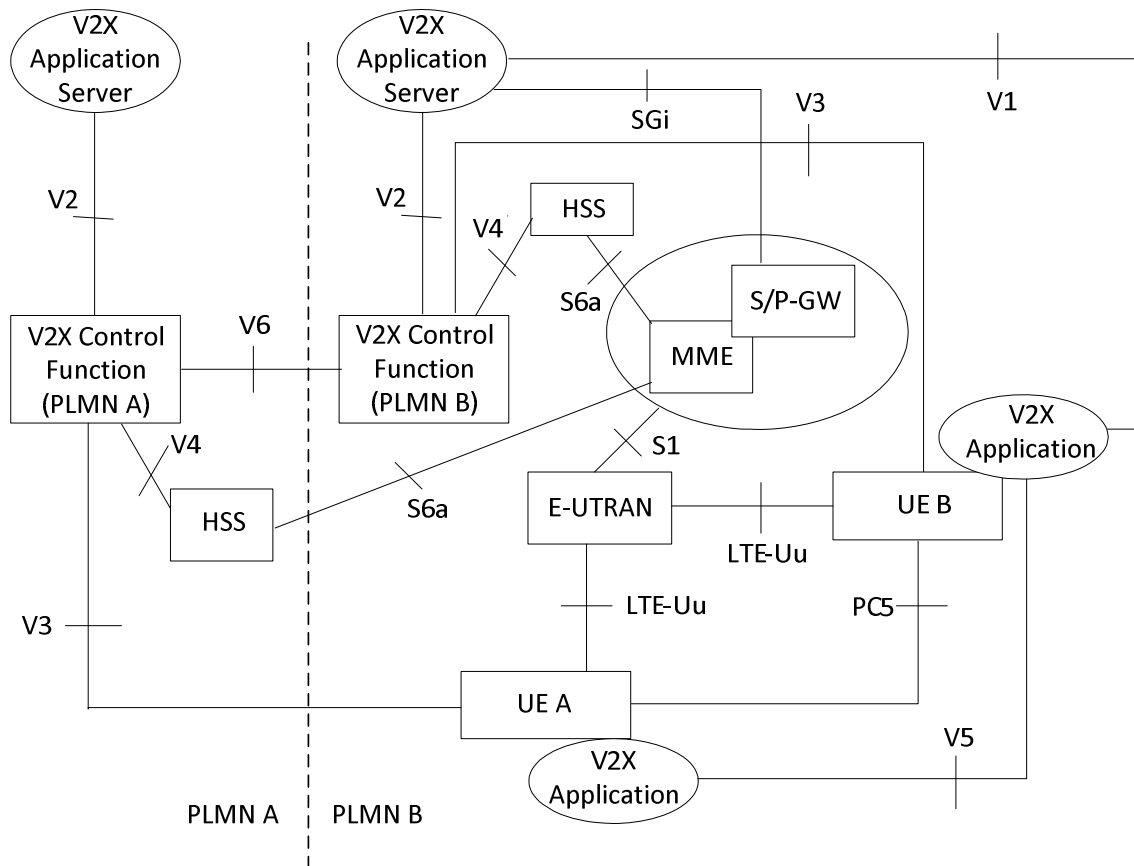 V2X
Application
Server
V2X
Application
Server
V1
SGi
V3
V2
V2
V4
HSS
S6a
S/P-GW
MME
V2X Control
Function
(PLMN A)
V6
V2X Control
Function
(PLMN B)
V2X
Application
V4
S1
HSS
S6a
E-UTRAN
UE B
LTE-Uu
V3
LTE-Uu
PC5
UE A
V5
V2X
Application
PLMN A
PLMN B